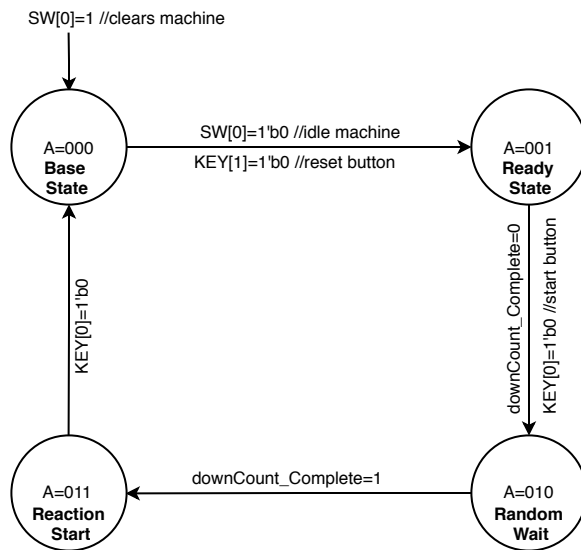 SW[0]=1 //clears machine
A=000
Base
State
SW[0]=1'b0 //idle machine
KEY[1]=1'b0 //reset button
A=001
Ready
State
downCount_Complete=0
KEY[0]=1'b0 //start button
KEY[0]=1'b0
A=011
Reaction
Start
downCount_Complete=1
A=010
Random
Wait